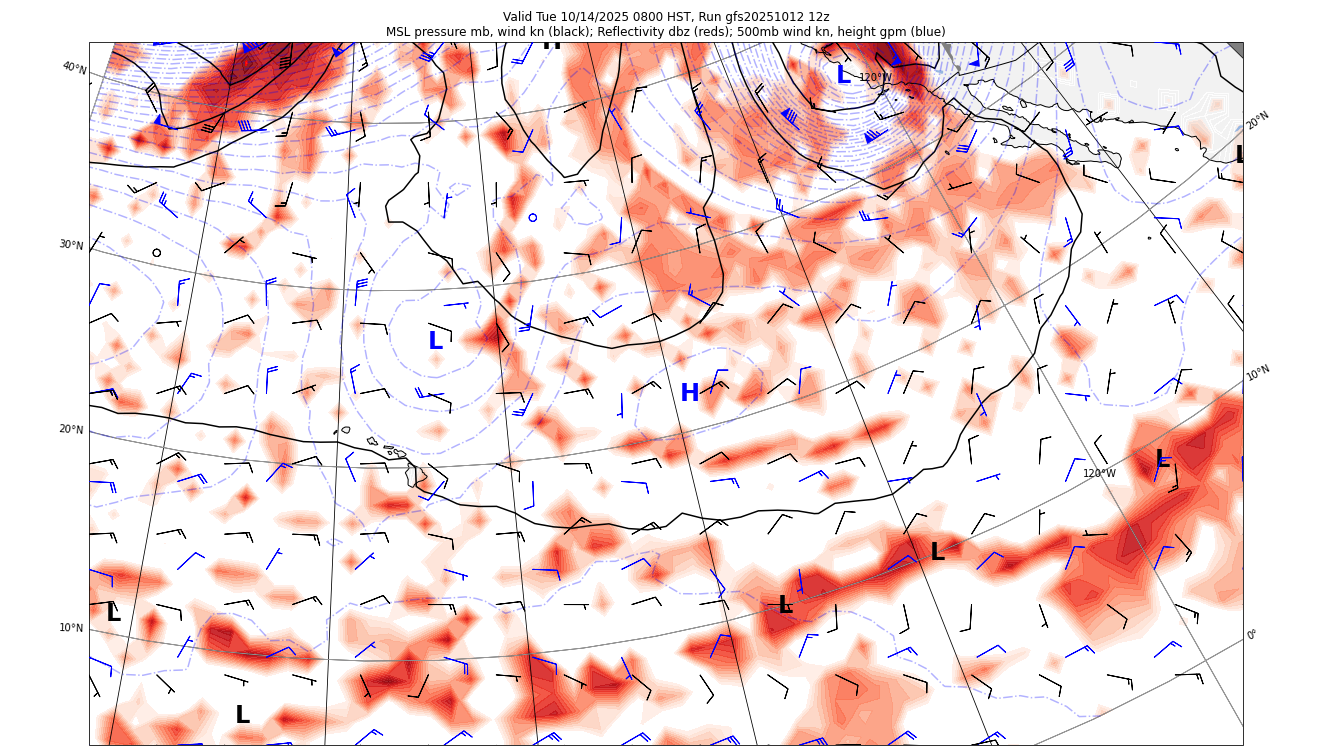 Valid Tue 10/14/2025 0800 HST, Run gfs20251012 12z
MSL pressure mb, wind kn (black); Reflectivity dbz (reds); 500mb wind kn, height gpm (blue)
H
40°N
L
120°W
20°N
L
30°N
L
H
10°N
20°N
L
120°W
L
L
L
10°N
0°
L